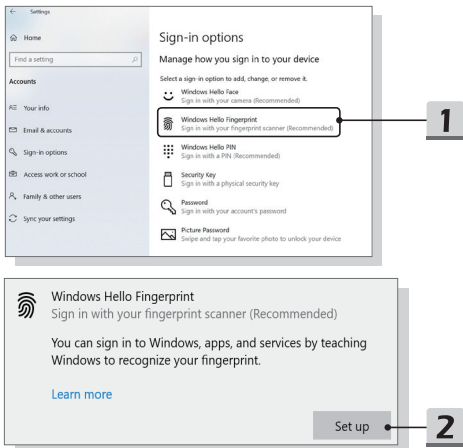 Settings
Home
Find a setting
Accounts
Your info
Email & accounts
Sign-in options
Access work or school
Family & other users
Sync your settings
Sign-in options
Manage how you sign in to your device
Select a sign-in option to add, change, or remove it.
Windows Hello Face
Sign in with your camera (Recommended)
Windows Hello Fingerprint
Sign in with your fingerprint scanner (Recommended)
Windows Hello PIN
Sign in with a PIN (Recommended)
Security Key
Sign in with a physical security key
Password
Sign in with your account's password
Picture Password
Swipe and tap your favorite photo to unlock your device
1
Windows Hello Fingerprint
Sign in with your fingerprint scanner (Recommended)
You can sign in to Windows, apps, and services by teaching
Windows to recognize your fingerprint.
Learn more
Set up
2